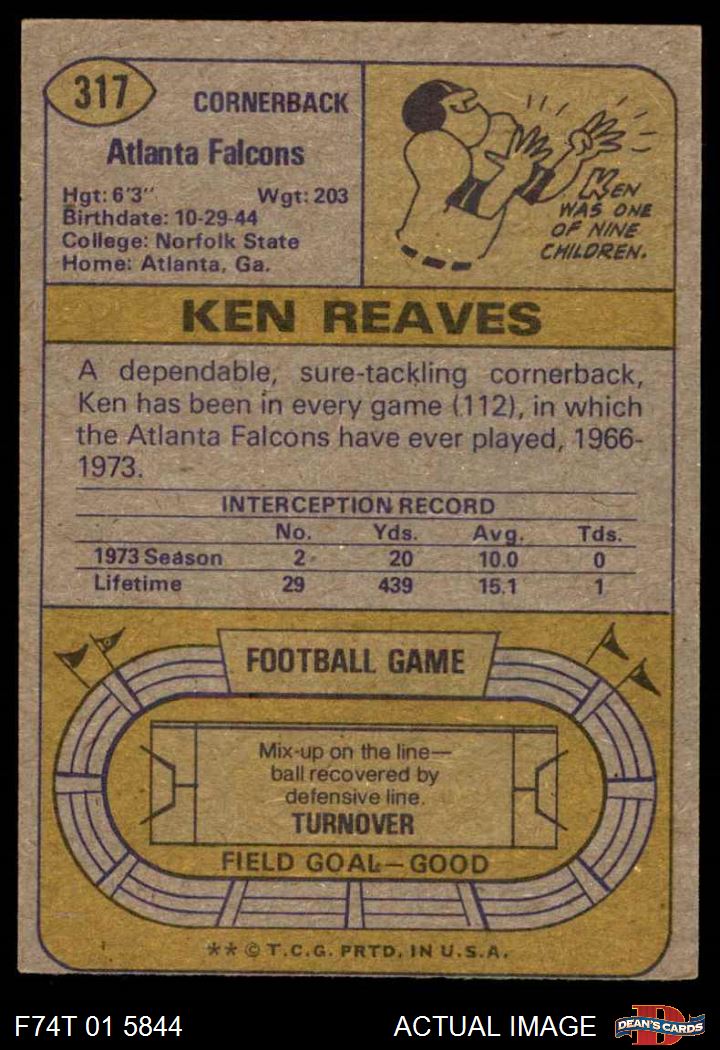 317
CORNERBACK
Atlanta Falcons
Hgt: 6'3'' Wgt: 203
Birthdate: 10-29-44
College: Norfolk State
Home: Atlanta, Ga.
KEN
WAS ONE
OF NINE
CHILDREN.
KEN REAVES
A dependable, sure-tackling cornerback,
Ken has been in every game (112), in which
the Atlanta Falcons have ever played, 1966-
1973.
INTERCEPTION RECORD
No. Yds. Avg. Tds.
1973 Season 2 20 10.0 0
Lifetime 29 439 15.1 1
FOOTBALL GAME
Mix-up on the line—
ball recovered by
defensive line.
TURNOVER
FIELD GOAL—GOOD
** © T.C.G. PRTD. IN U.S.A.
F74T 01 5844 ACTUAL IMAGE
D
DEAN'S CARDS